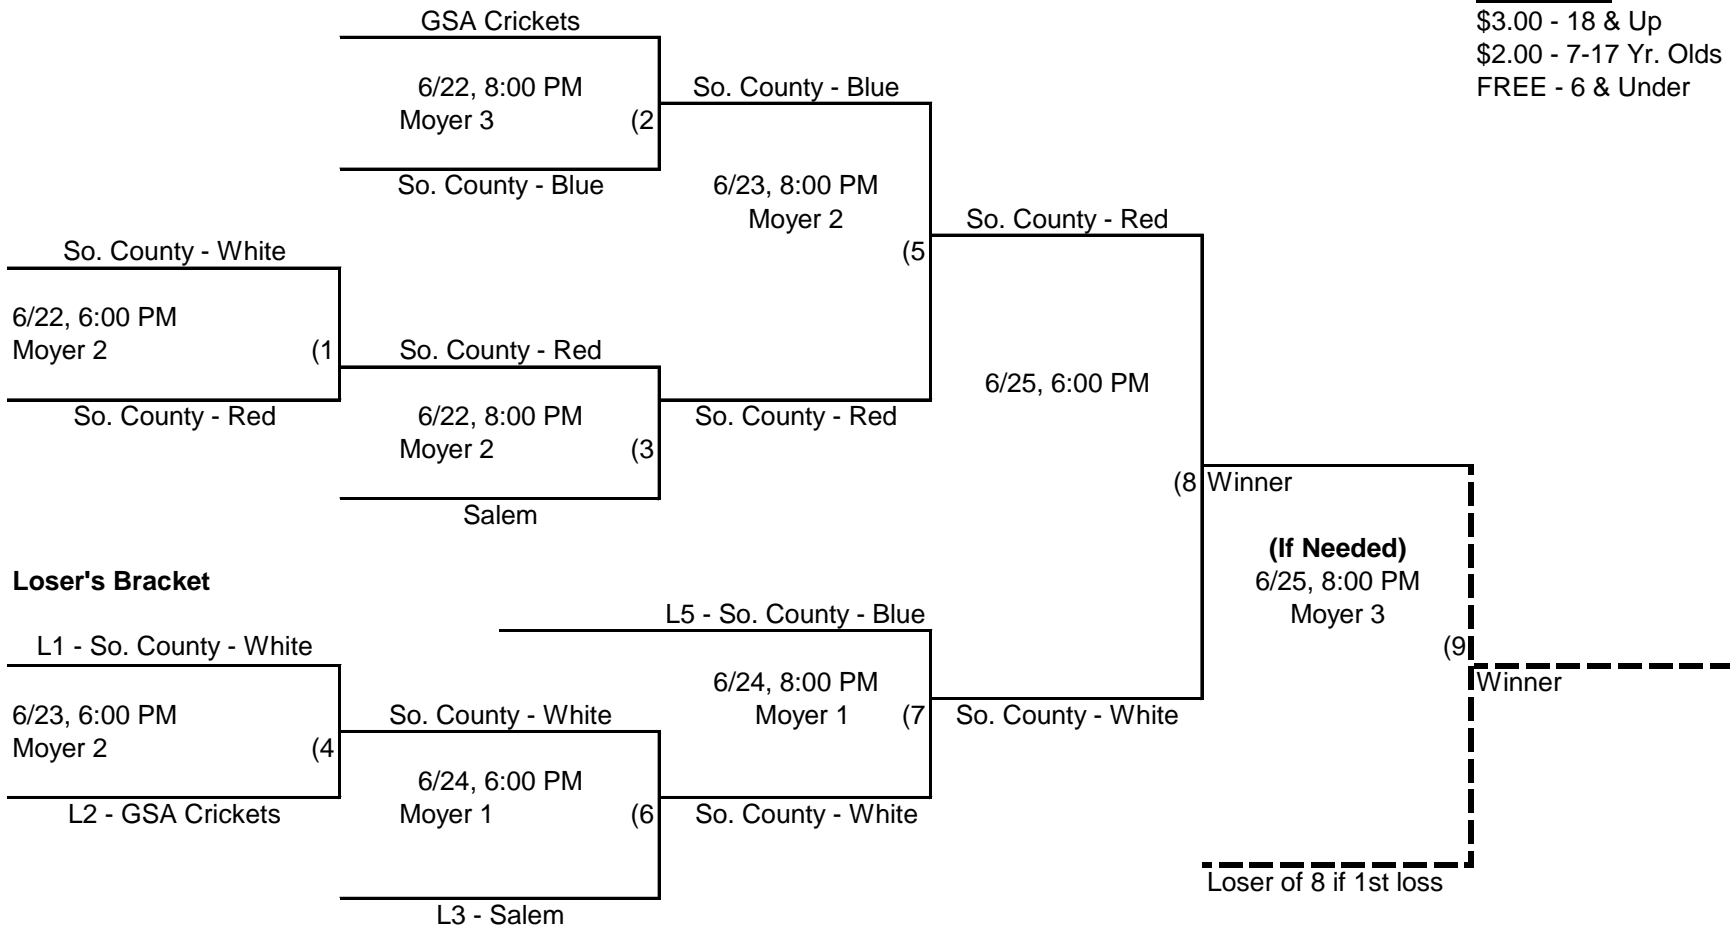 GSA Crickets
$3.00 - 18 & Up
$2.00 - 7-17 Yr. Olds
FREE - 6 & Under
6/22, 8:00 PM
Moyer 3 (2
So. County - Blue
So. County - Blue
6/23, 8:00 PM
Moyer 2
(5
So. County - Red
So. County - White
6/22, 6:00 PM
Moyer 2 (1
So. County - Red
So. County - Red
6/22, 8:00 PM
Moyer 2 (3
So. County - Red
Salem
6/25, 6:00 PM
(8 Winner
(If Needed)
6/25, 8:00 PM
Moyer 3
(9
Winner
Loser's Bracket
L1 - So. County - White
6/23, 6:00 PM
Moyer 2 (4
L2 - GSA Crickets
So. County - White
6/24, 6:00 PM
Moyer 1 (6
L3 - Salem
L5 - So. County - Blue
6/24, 8:00 PM
Moyer 1 (7
So. County - White
So. County - White
Loser of 8 if 1st loss